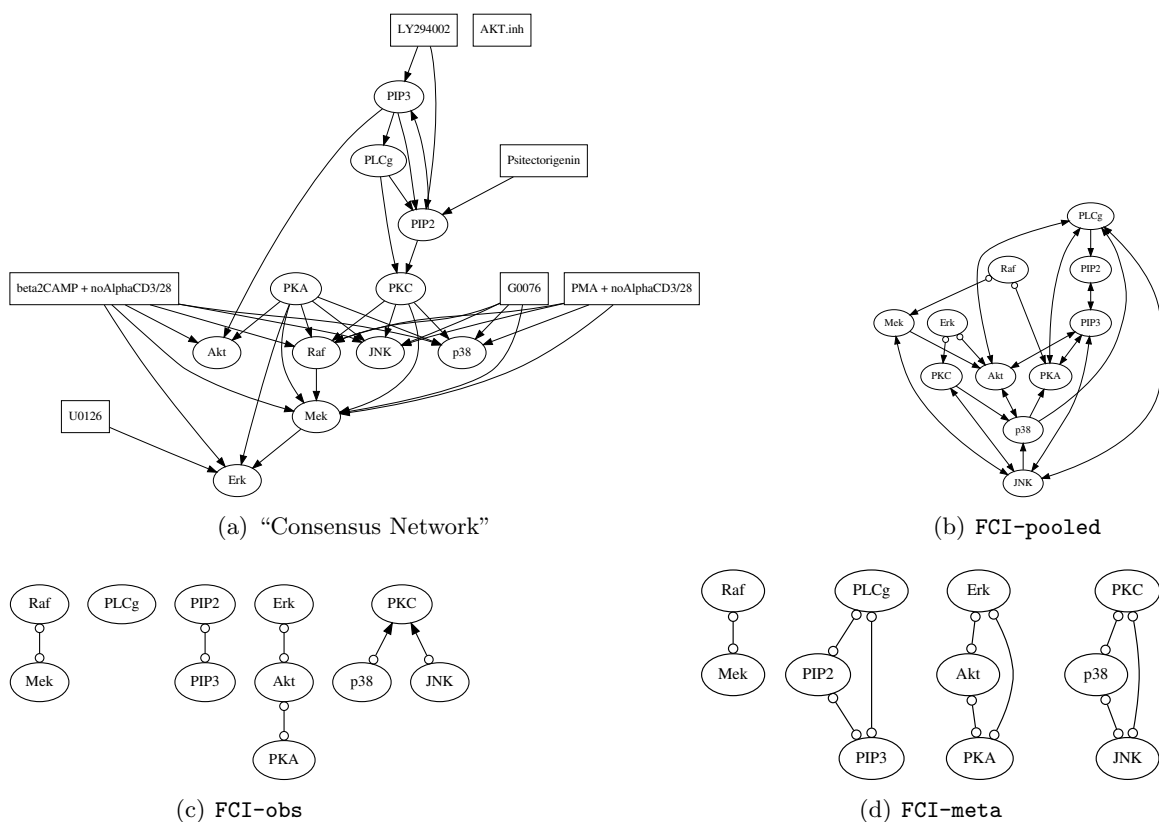 LY294002 AKT.inh
PIP3
PLCg
Psitectorigenin
PIP2
beta2CAMP + noAlphaCD3/28 PKA PKC G0076 PMA + noAlphaCD3/28
Akt Raf JNK p38
U0126
Mek
Erk
(a) “Consensus Network”
PLCg
Raf PIP2
Mek Erk PIP3
PKC Akt PKA
p38
JNK
(b) FCI-pooled
Raf PLCg PIP2 Erk PKC
Mek PIP3 Akt p38 JNK
PKA
(c) FCI-obs
Raf PLCg Erk PKC
Mek PIP2 Akt p38
PIP3 PKA JNK
(d) FCI-meta